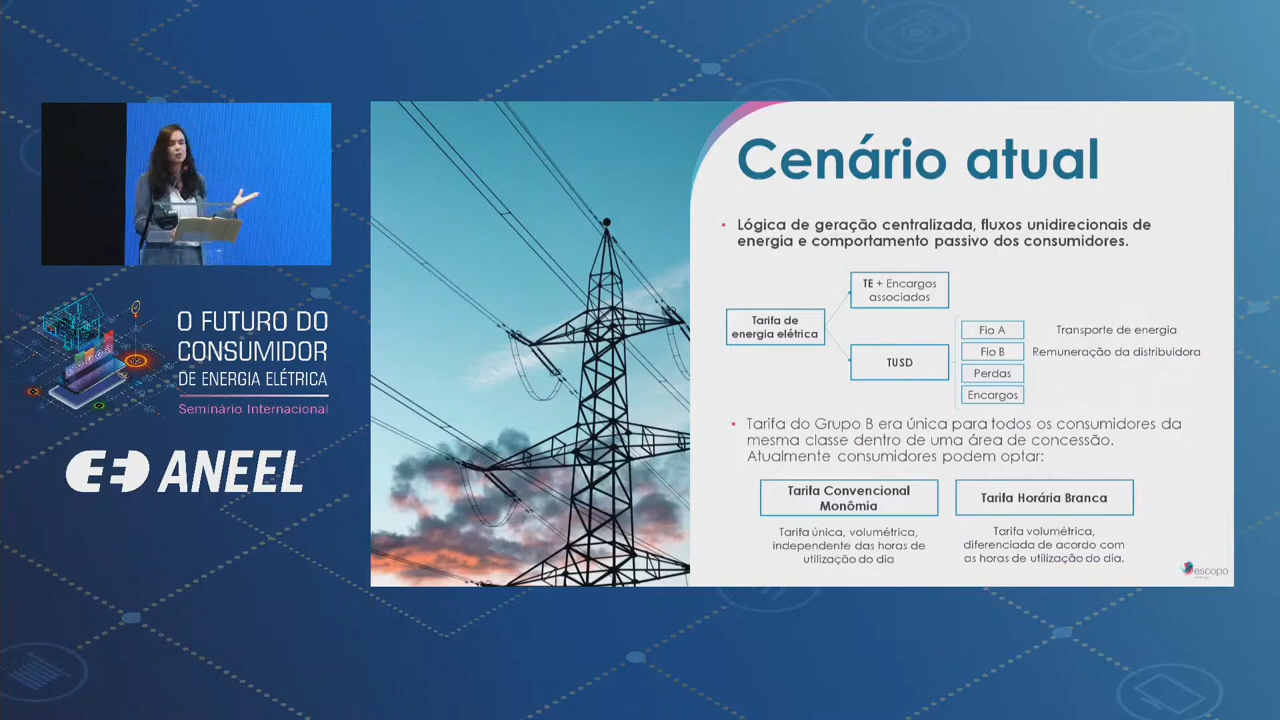 O FUTURO DO
CONSUMIDOR
DE ENERGIA ELÉTRICA
Seminário Internacional
ANEEL
Cenário atual
• Lógica de geração centralizada, fluxos unidirecionais de
energia e comportamento passivo dos consumidores.
Tarifa de
energia elétrica
TE + Encargos
associados
TUSD
Fio A
Transporte de energia
Fio B
Remuneração da distribuidora
Perdas
Encargos
• Tarifa do Grupo B era única para todos os consumidores da
mesma classe dentro de uma área de concessão.
Atualmente consumidores podem optar:
Tarifa Convencional
Monômia
Tarifa única, volumétrica,
independente das horas de
utilização do dia
Tarifa Horária Branca
Tarifa volumétrica,
diferenciada de acordo com
as horas de utilização do dia.
escopo